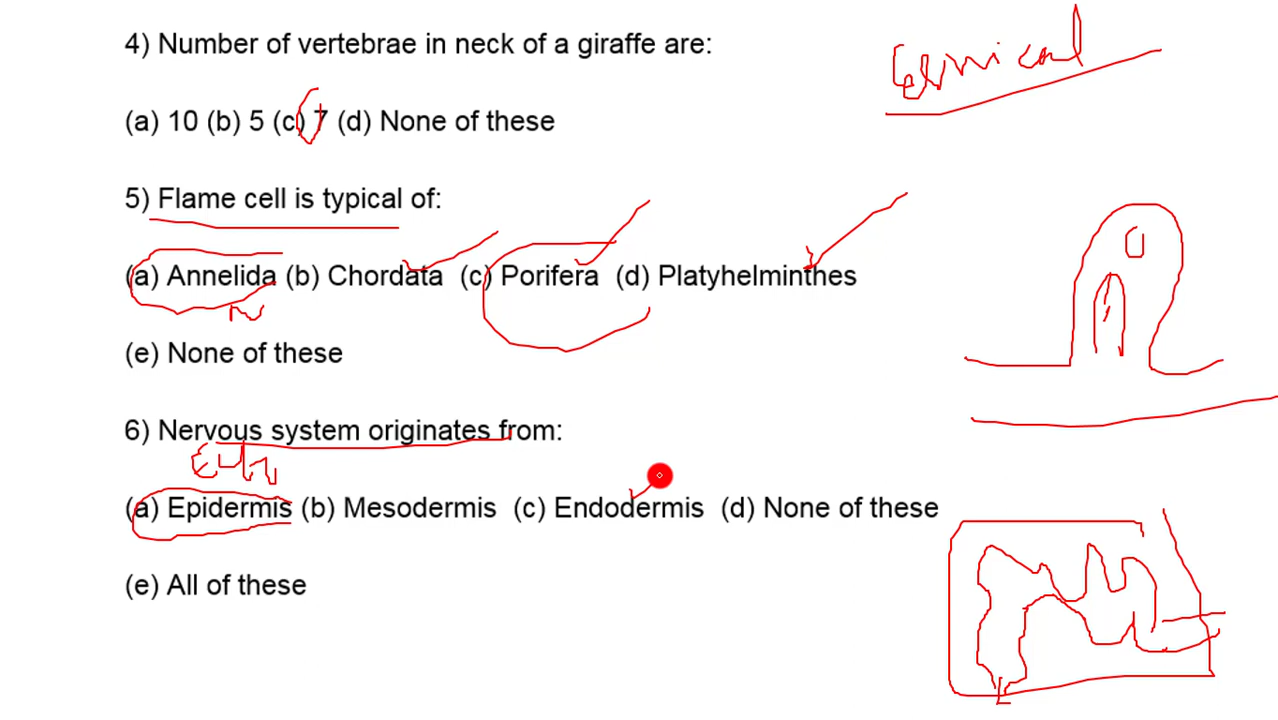 4) Number of vertebrae in neck of a giraffe are:
Cervical
(a) 10 (b) 5 (c) 7 (d) None of these
5) Flame cell is typical of:
(a) Annelida (b) Chordata (c) Porifera (d) Platyhelminthes
(e) None of these
6) Nervous system originates from:
(a) Epidermis (b) Mesodermis (c) Endodermis (d) None of these
(e) All of these